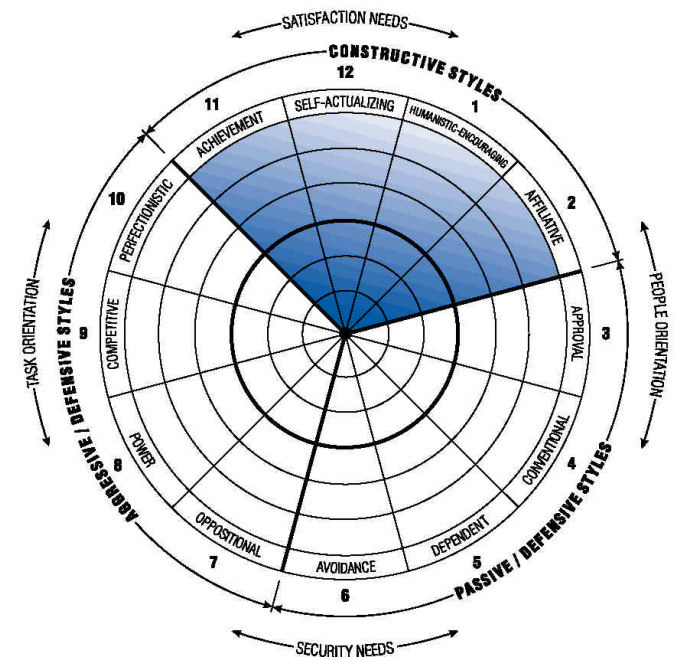 SATISFACTION NEEDS
CONSTRUCTIVE STYLES
12
11
1
SELF-ACTUALIZING
ACHIEVEMENT
HUMANISTIC-ENCOURAGING
10
2
PERFECTIONISTIC
AFFILIATIVE
TASK ORIENTATION
PEOPLE ORIENTATION
9
COMPETITIVE
APPROVAL
3
AGGRESSIVE / DEFENSIVE STYLES
8
POWER
CONVENTIONAL
4
OPPOSITIONAL
DEPENDENT
7
AVOIDANCE
5
6
PASSIVE / DEFENSIVE STYLES
SECURITY NEEDS